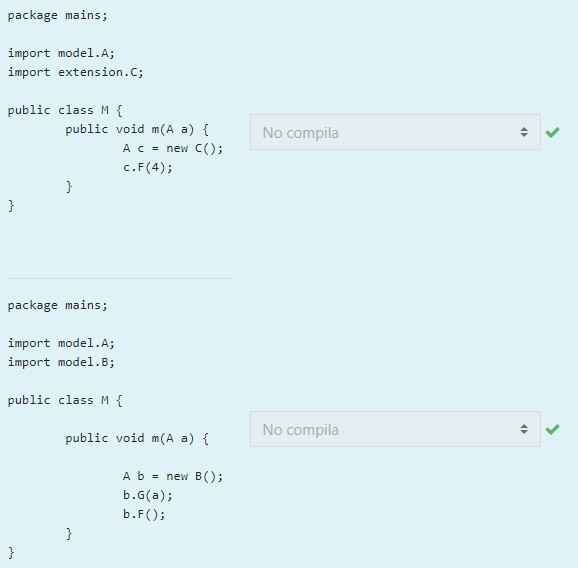 package mains;
import model.A;
import extension.C;
public class M {
public void m(A a) {
No compila
A c = new C();
c.F(4);
}
}
package mains;
import model.A;
import model.B;
public class M {
public void m(A a) {
No compila
A b = new B();
b.G(a);
b.F();
}
}